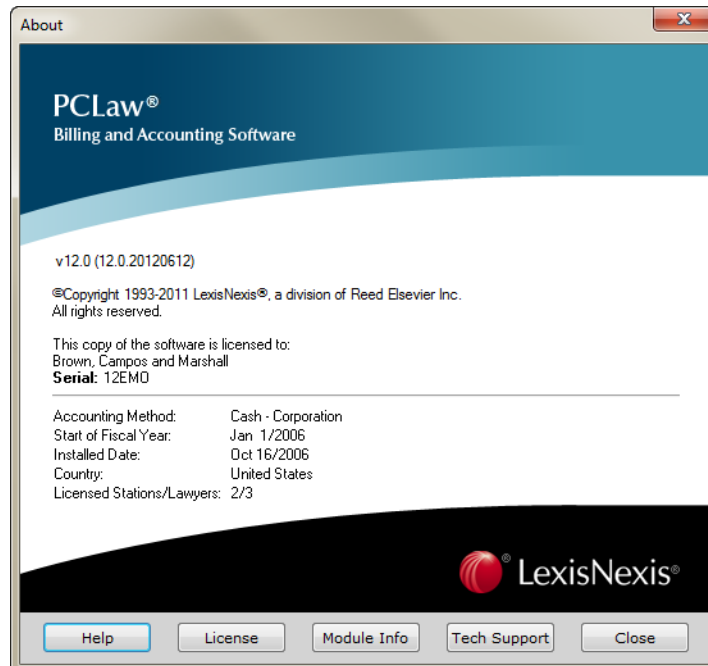 About
PCLaw®
Billing and Accounting Software
v12.0 (12.0.20120612)
©Copyright 1993-2011 LexisNexis®, a division of Reed Elsevier Inc.
All rights reserved.
This copy of the software is licensed to:
Brown, Campos and Marshall
Serial: 12EMO
Accounting Method: Cash - Corporation
Start of Fiscal Year: Jan 1/2006
Installed Date: Oct 16/2006
Country: United States
Licensed Stations/Lawyers: 2/3
LexisNexis®
Help License Module Info Tech Support Close